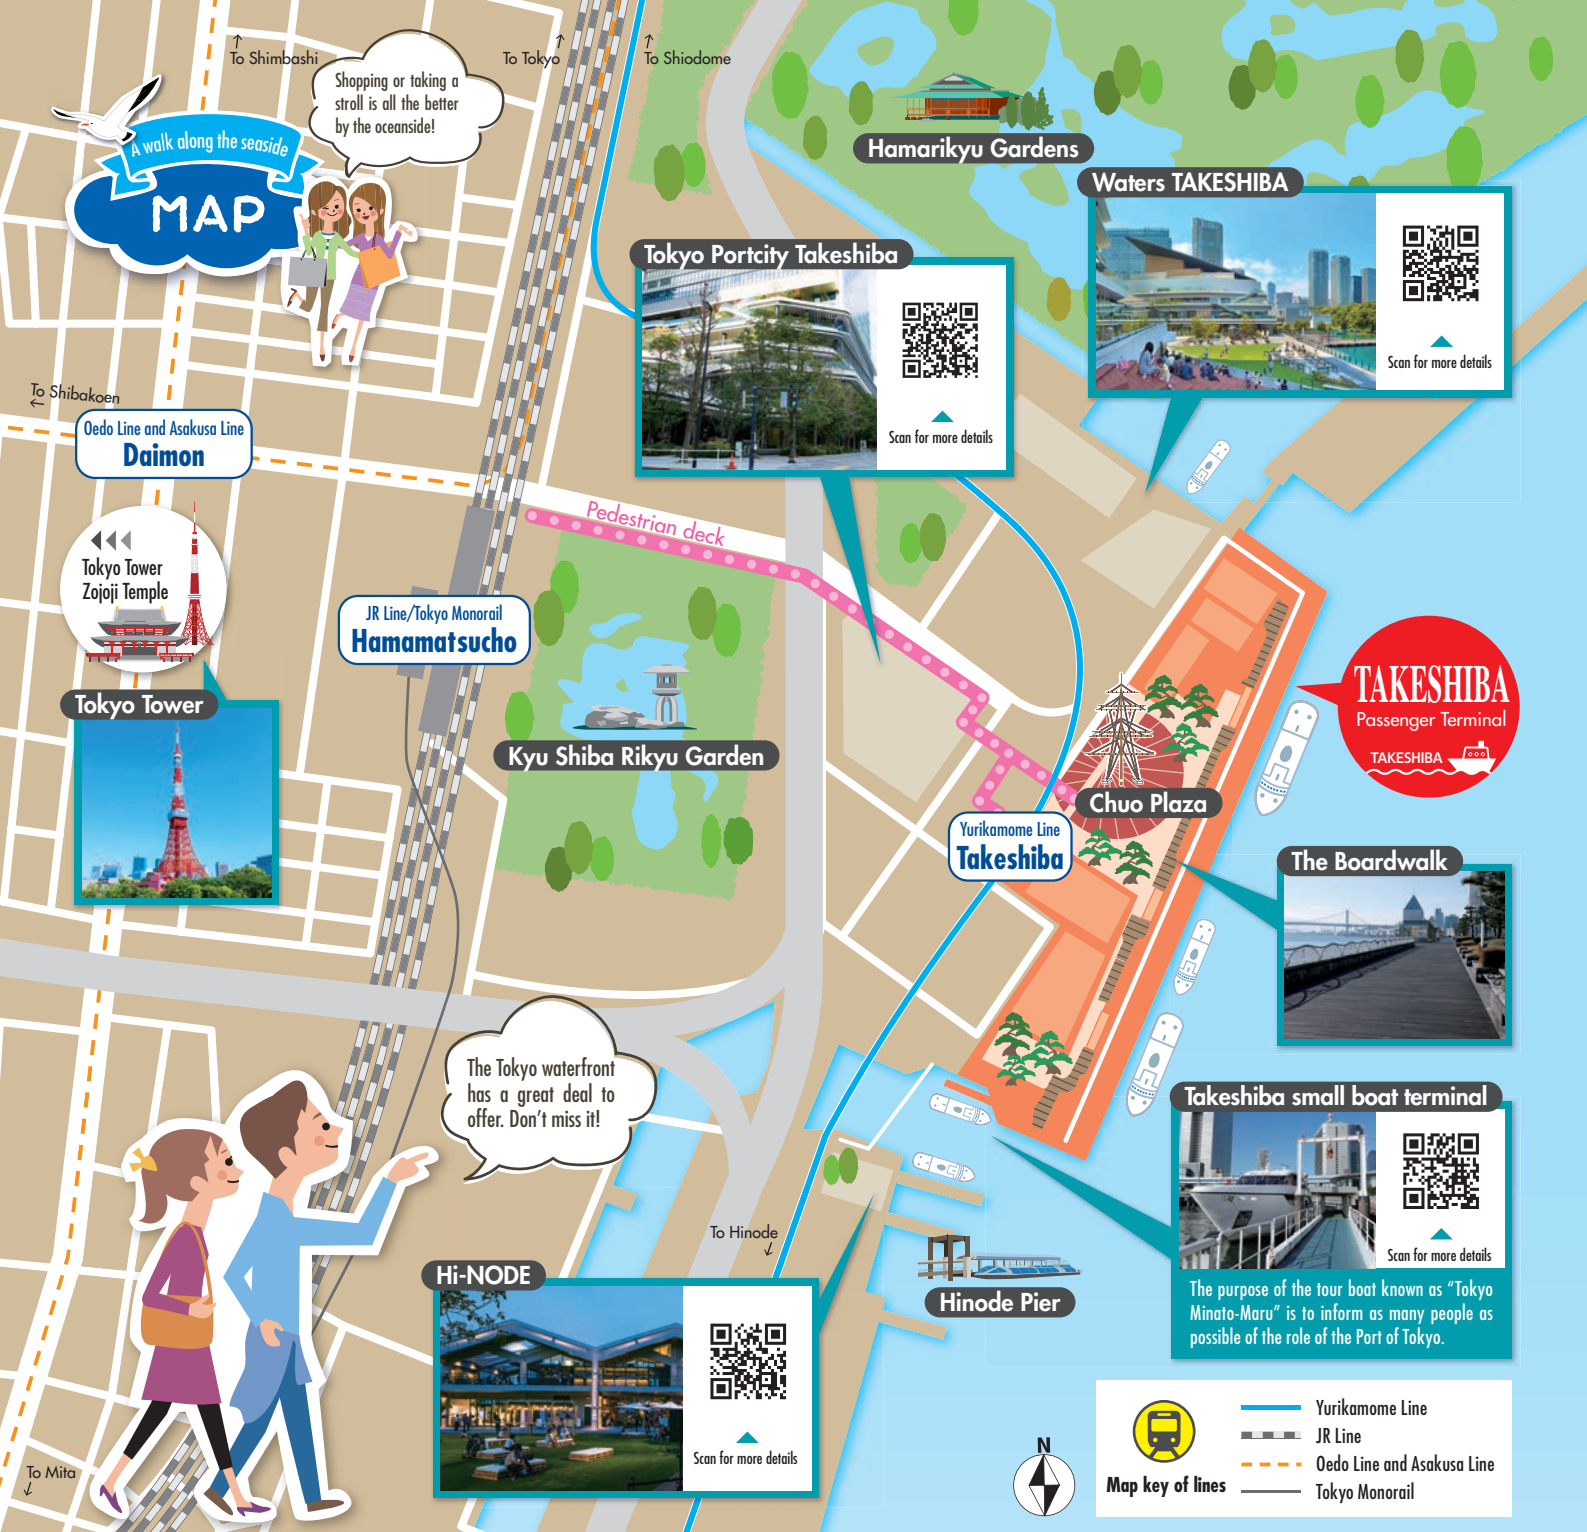 To Shimbashi
To Tokyo
To Shiodome
Shopping or taking a
stroll is all the better
by the oceanside!
A walk along the seaside
MAP
Hamarikyu Gardens
Waters TAKESHIBA
Scan for more details
Tokyo Portcity Takeshiba
Scan for more details
To Shibakoen
Oedo Line and Asakusa Line
Daimon
Pedestrian deck
Tokyo Tower
Zojoji Temple
JR Line/Tokyo Monorail
Hamamatsucho
Tokyo Tower
Kyu Shiba Rikyu Garden
TAKESHIBA
Passenger Terminal
TAKESHIBA
Chuo Plaza
Yurikamome Line
Takeshiba
The Boardwalk
The Tokyo waterfront
has a great deal to
offer. Don't miss it!
Takeshiba small boat terminal
Scan for more details
The purpose of the tour boat known as “Tokyo
Minato-Maru” is to inform as many people as
possible of the role of the Port of Tokyo.
To Hinode
Hi-NODE
Scan for more details
Hinode Pier
To Mita
N
Map key of lines
Yurikamome Line
JR Line
Oedo Line and Asakusa Line
Tokyo Monorail